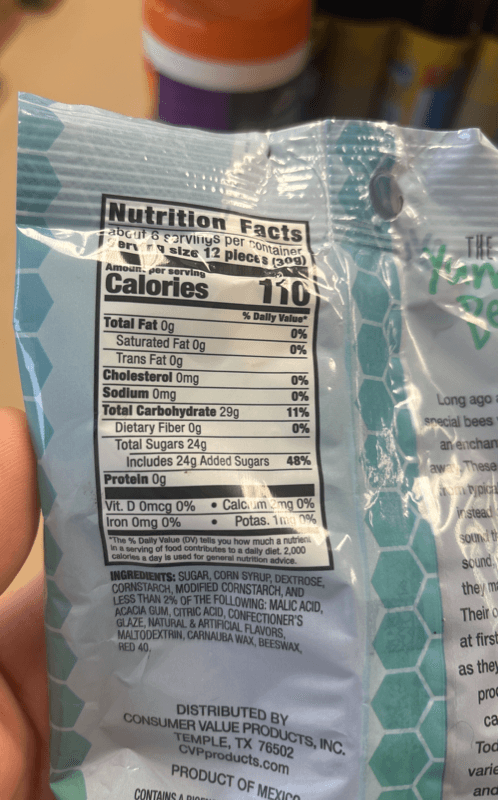 Nutrition Facts
about 6 servings per container
Serving size 12 pieces (30g)
Amount per serving
Calories 110
% Daily Value*
Total Fat 0g 0%
Saturated Fat 0g 0%
Trans Fat 0g
Cholesterol 0mg 0%
Sodium 0mg 0%
Total Carbohydrate 29g 11%
Dietary Fiber 0g 0%
Total Sugars 24g
Includes 24g Added Sugars 48%
Protein 0g
Vit. D 0mcg 0% • Calcium 2mg 0%
Iron 0mg 0% • Potas. 1mg 0%
*The % Daily Value (DV) tells you how much a nutrient
in a serving of food contributes to a daily diet. 2,000
calories a day is used for general nutrition advice.
INGREDIENTS: SUGAR, CORN SYRUP, DEXTROSE,
CORNSTARCH, MODIFIED CORNSTARCH, AND
LESS THAN 2% OF THE FOLLOWING: MALIC ACID,
ACACIA GUM, CITRIC ACID, CONFECTIONER'S
GLAZE, NATURAL & ARTIFICIAL FLAVORS,
MALTODEXTRIN, CARNAUBA WAX, BEESWAX,
RED 40.
DISTRIBUTED BY
CONSUMER VALUE PRODUCTS, INC.
TEMPLE, TX 76502
CVPproducts.com
PRODUCT OF MEXICO
CONTAINS A
THE
Long ago
special bees
an enchan
These
typica
instead
sound
sound,
they
Their
at first
as they